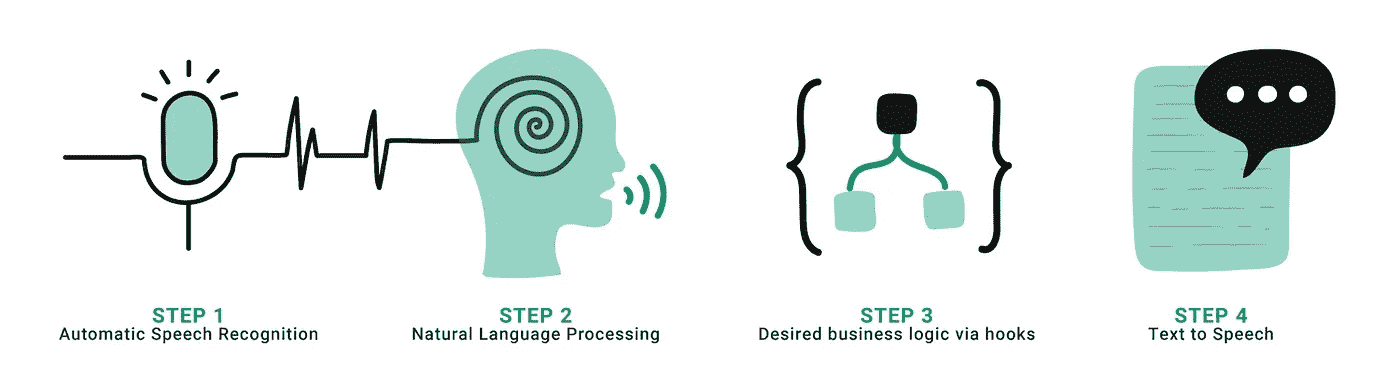 STEP 1
Automatic Speech Recognition
STEP 2
Natural Language Processing
STEP 3
Desired business logic via hooks
STEP 4
Text to Speech